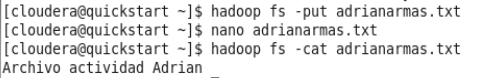 [cloudera@quickstart ~]$ hadoop fs -put adrianarmas.txt
[cloudera@quickstart ~]$ nano adrianarmas.txt
[cloudera@quickstart ~]$ hadoop fs -cat adrianarmas.txt
Archivo actividad Adrian _